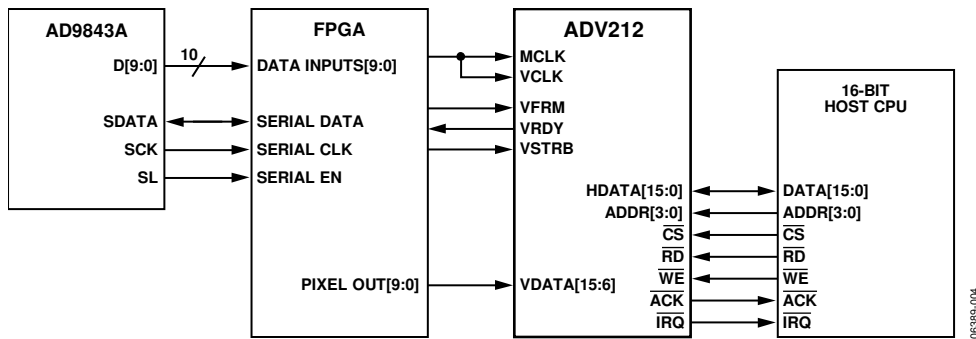 AD9843A
D[9:0]
SDATA
SCK
SL
10
FPGA
DATA INPUTS[9:0]
SERIAL DATA
SERIAL CLK
SERIAL EN
PIXEL OUT[9:0]
ADV212
MCLK
VCLK
VFRM
VRDY
VSTRB
HDATA[15:0]
ADDR[3:0]
CS
RD
WE
VDATA[15:6]
ACK
IRQ
16-BIT
HOST CPU
DATA[15:0]
ADDR[3:0]
CS
RD
WE
ACK
IRQ
06389-004